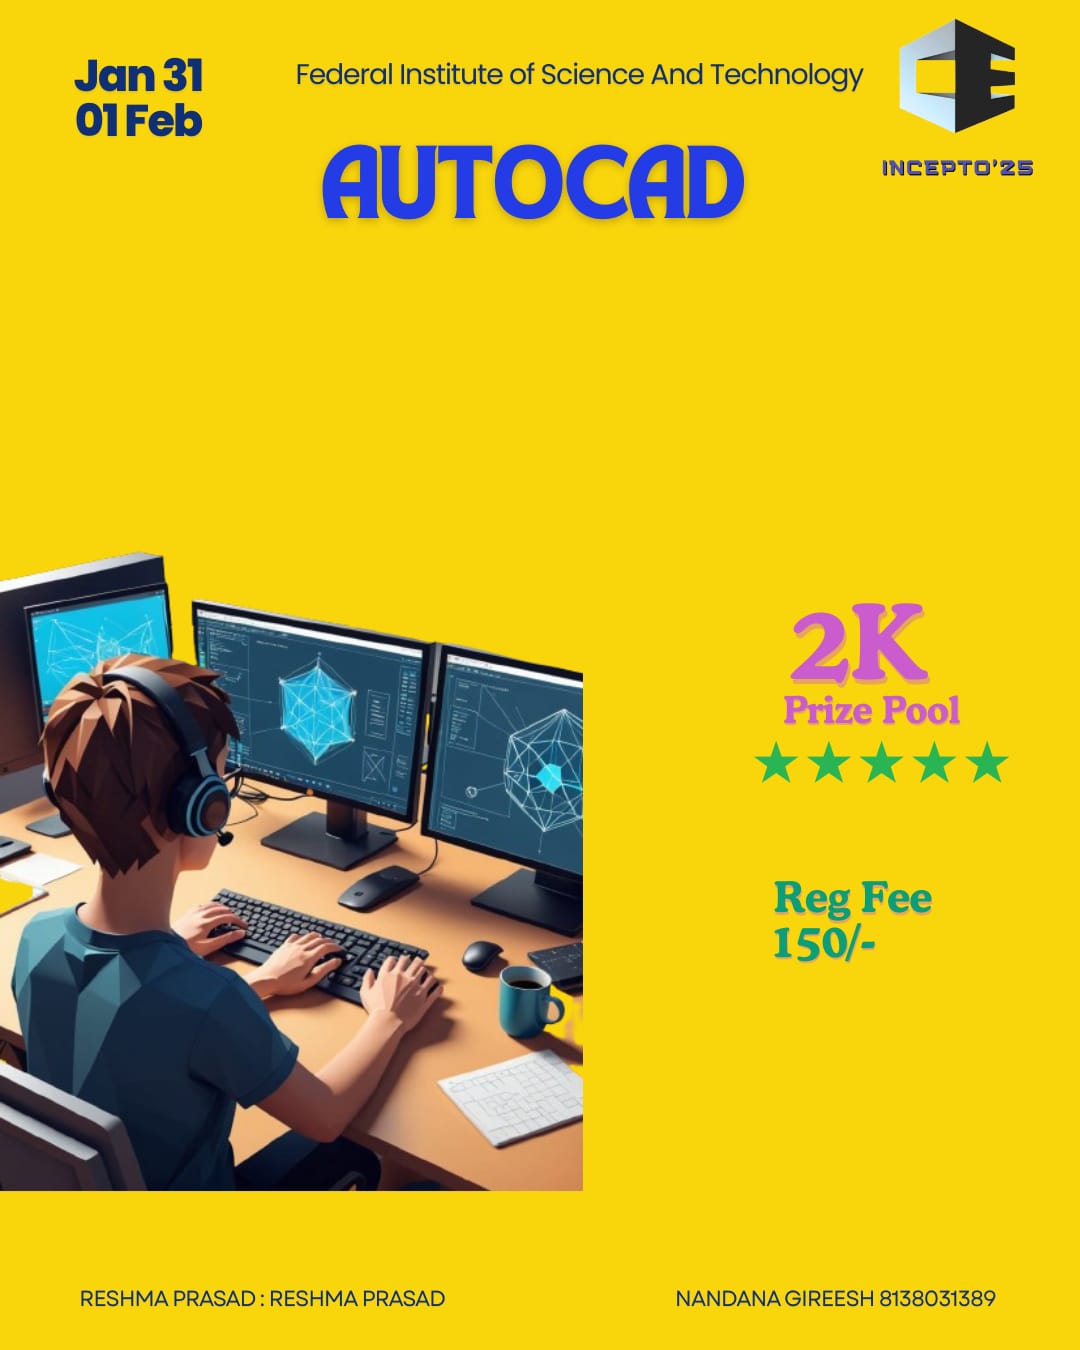 Jan 31
01 Feb
Federal Institute of Science And Technology
INCEPTO'25
AUTOCAD
2K
Prize Pool
Reg Fee
150/-
RESHMA PRASAD : RESHMA PRASAD
NANDANA GIREESH 8138031389